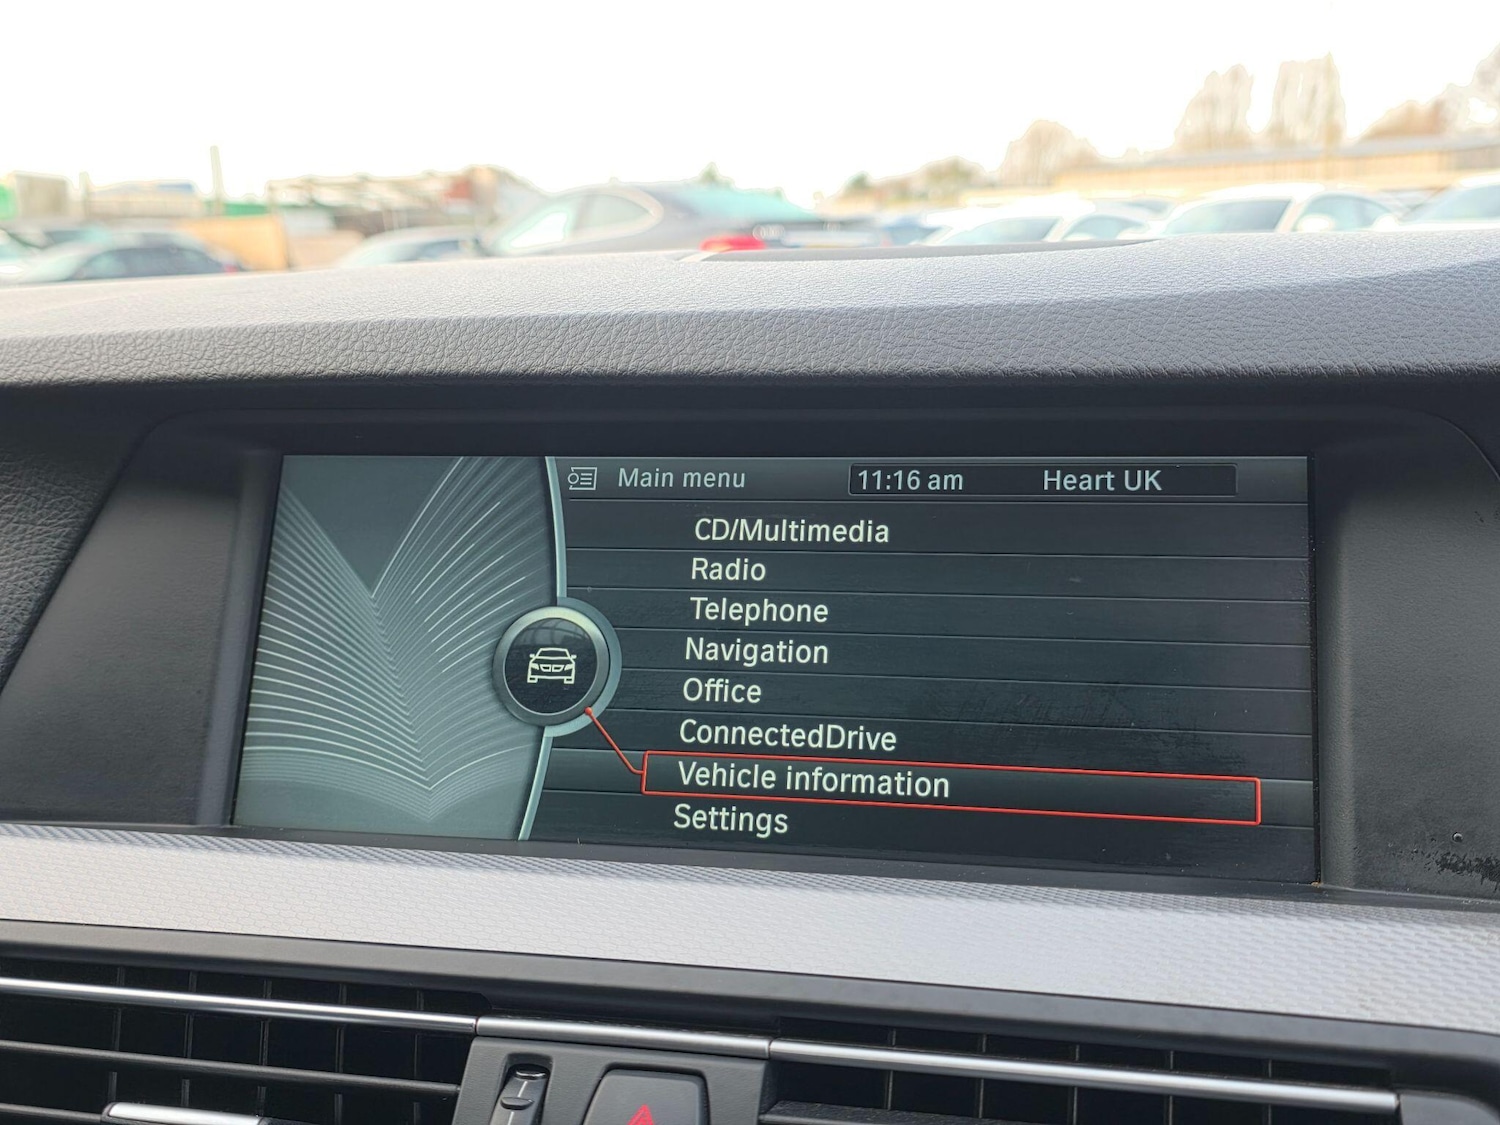 Main menu 11:16 am Heart UK
CD/Multimedia
Radio
Telephone
Navigation
Office
ConnectedDrive
Vehicle information
Settings